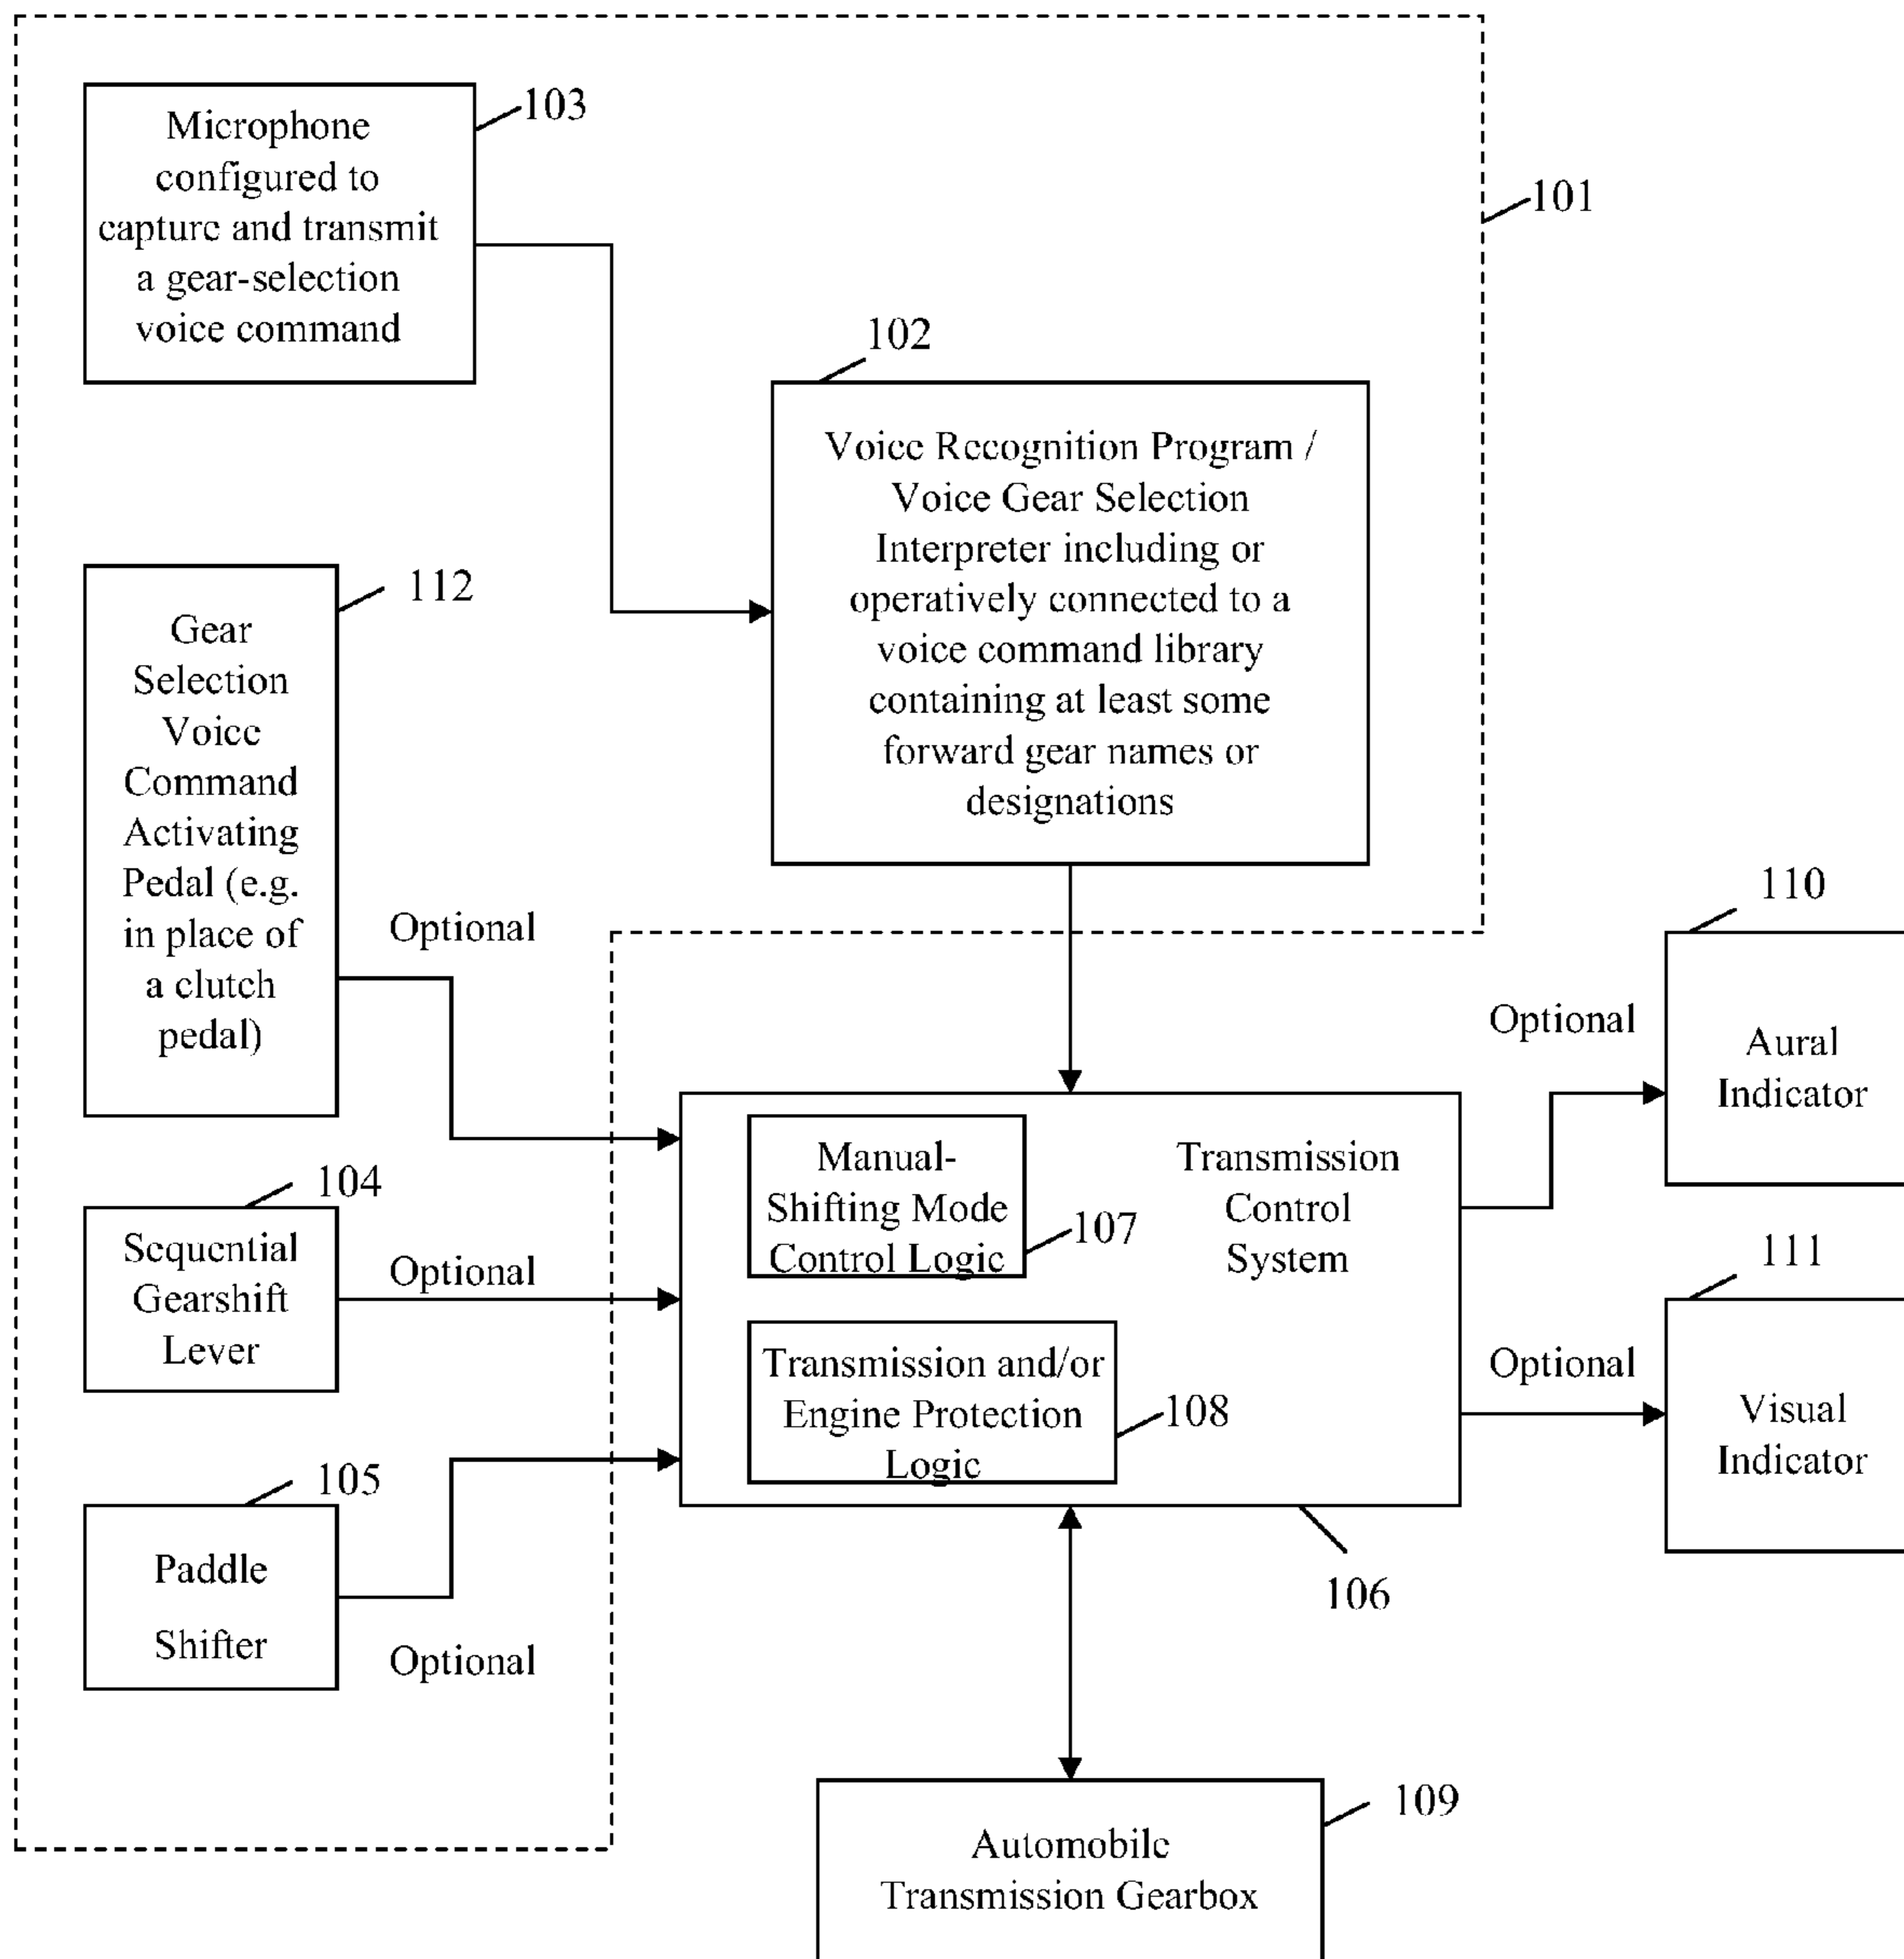 Microphone
configured to
capture and transmit
a gear-selection
voice command
103
101
102
Voice Recognition Program /
Voice Gear Selection
Interpreter including or
operatively connected to a
voice command library
containing at least some
forward gear names or
designations
112
Gear
Selection
Voice
Command
Activating
Pedal (e.g.
in place of
a clutch
pedal)
Optional
110
Optional
Aural
Indicator
104
Sequential
Gearshift
Lever
Optional
Manual-
Shifting Mode
Control Logic
107
Transmission
Control
System
Transmission and/or
Engine Protection
Logic
108
111
Optional
Visual
Indicator
105
Paddle
Shifter
Optional
106
109
Automobile
Transmission Gearbox